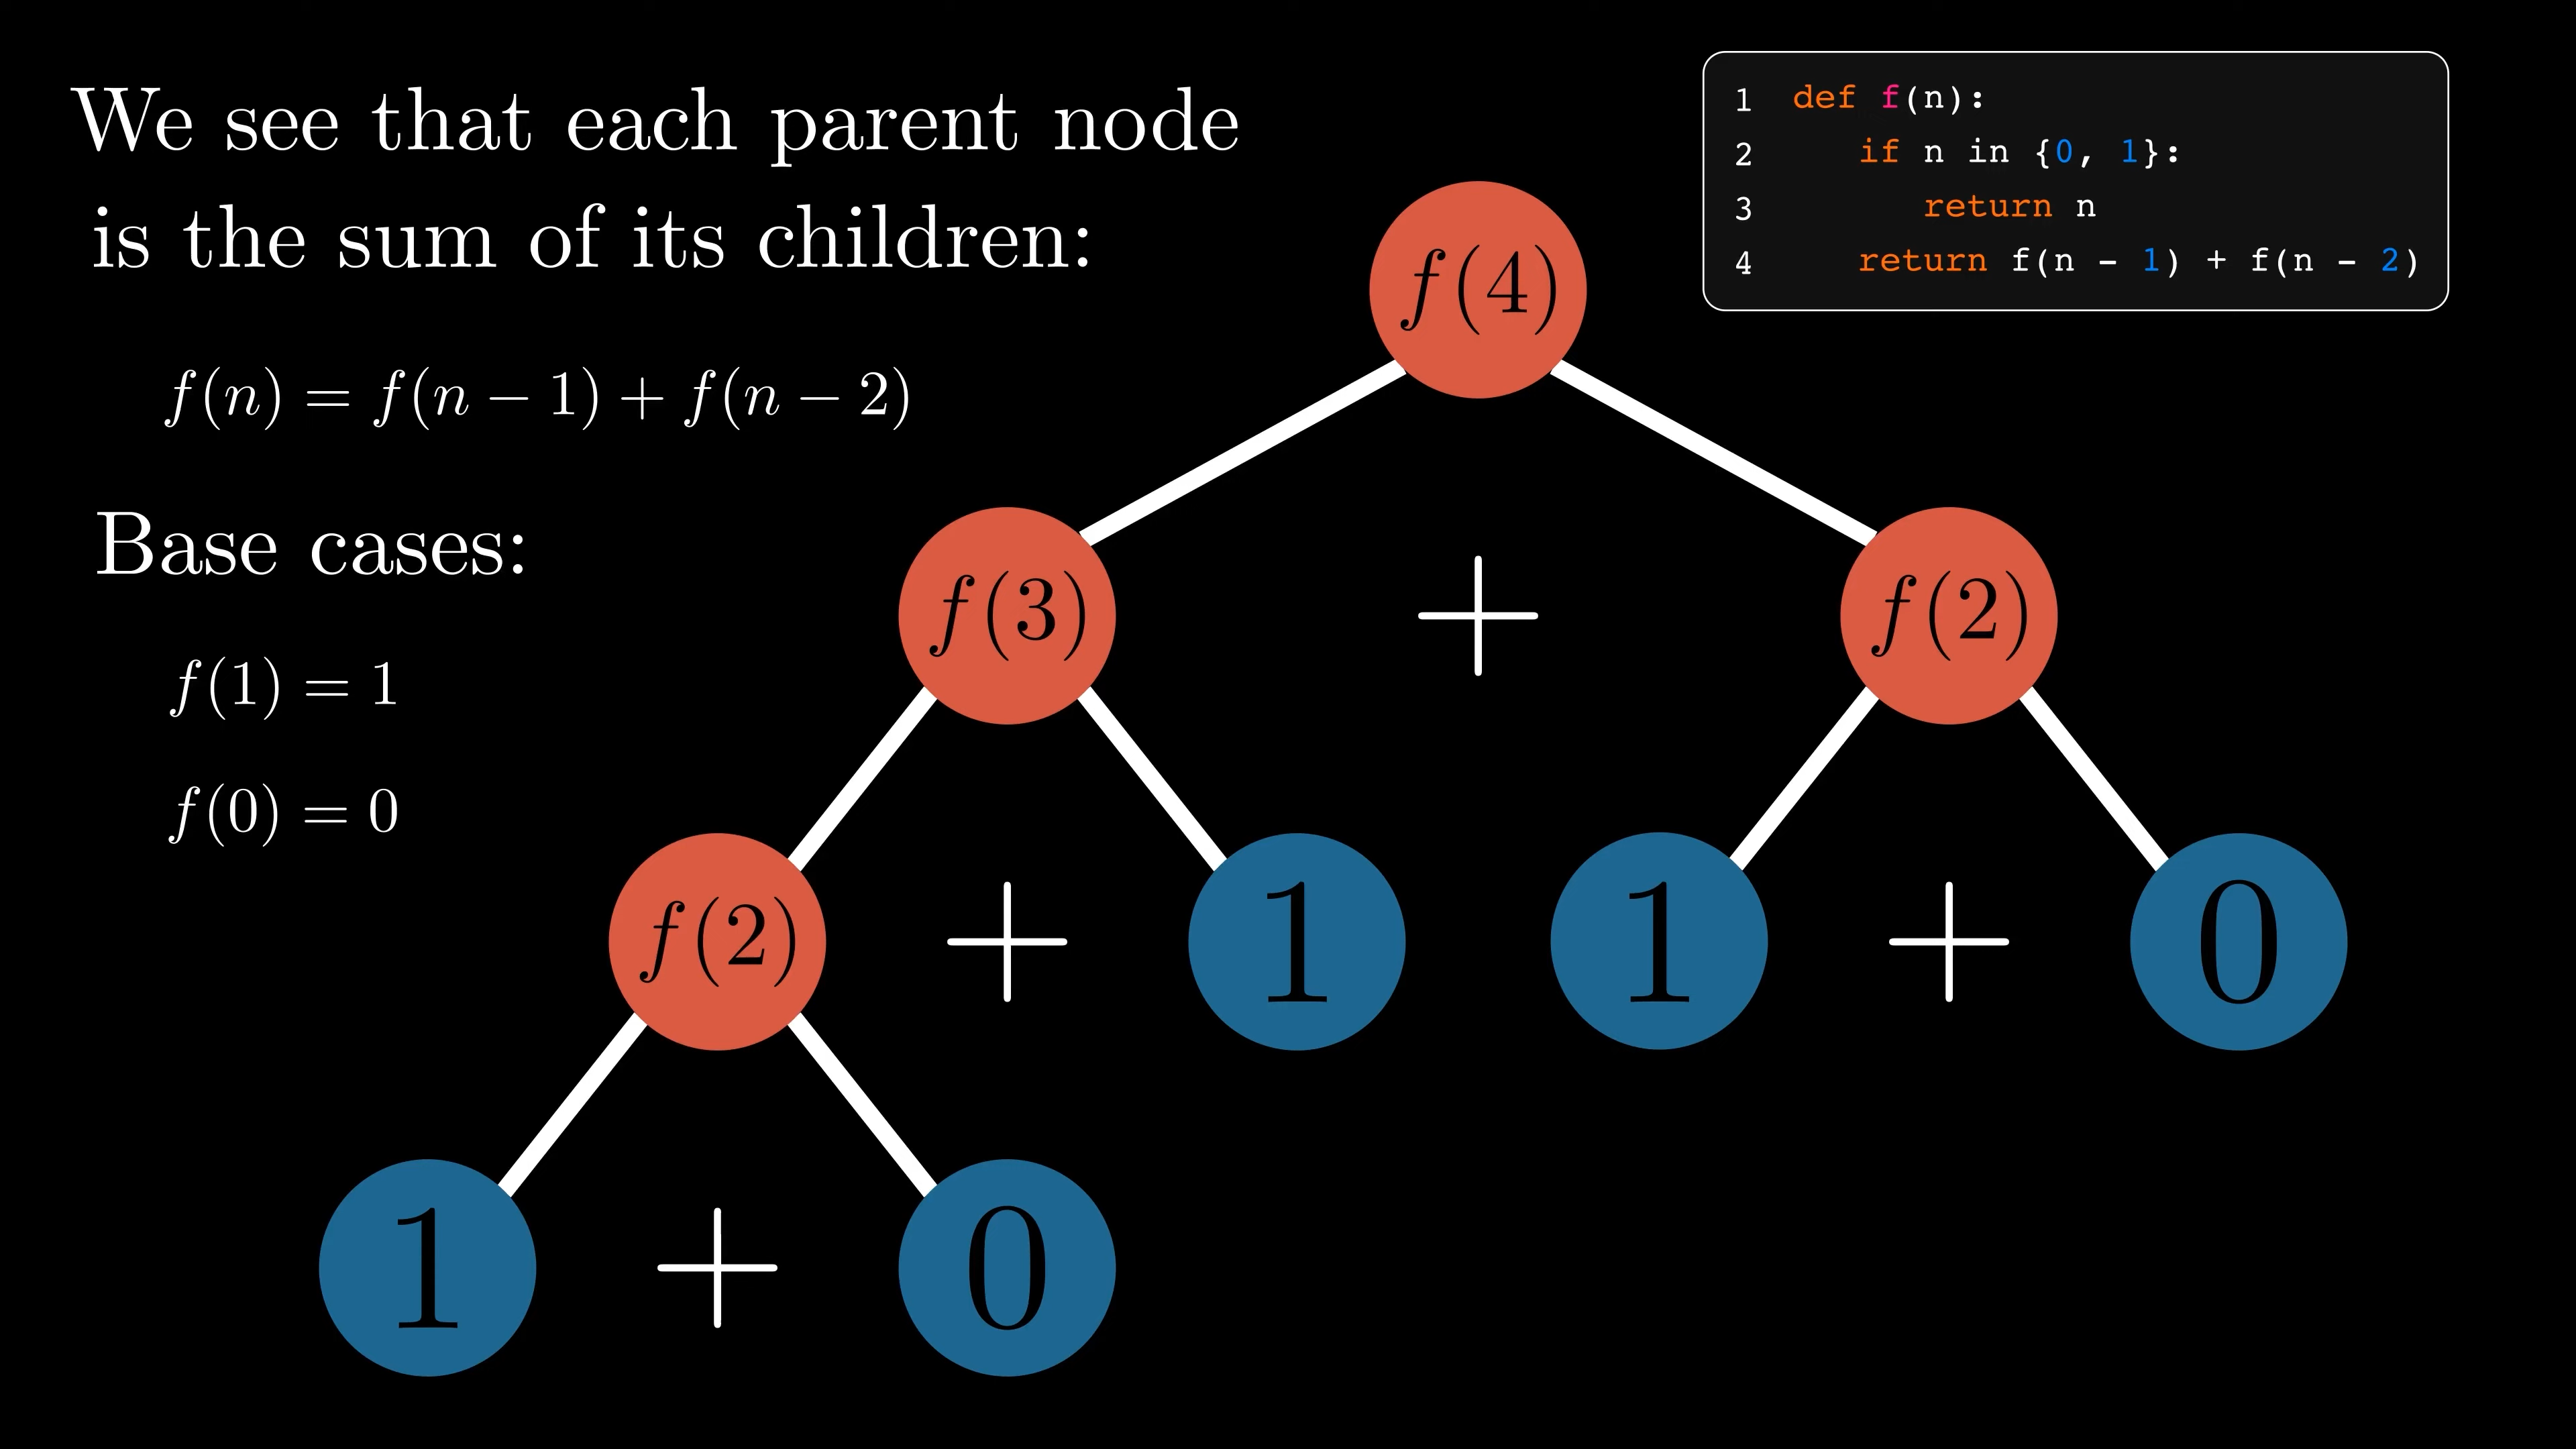 We see that each parent node
is the sum of its children:
f(n) = f(n − 1) + f(n − 2)
Base cases:
f(1) = 1
f(0) = 0
1 def f(n):
2 if n in {0, 1}:
3 return n
4 return f(n - 1) + f(n - 2)
f(4)
f(3) + f(2)
f(2) + 1 1 + 0
1 + 0